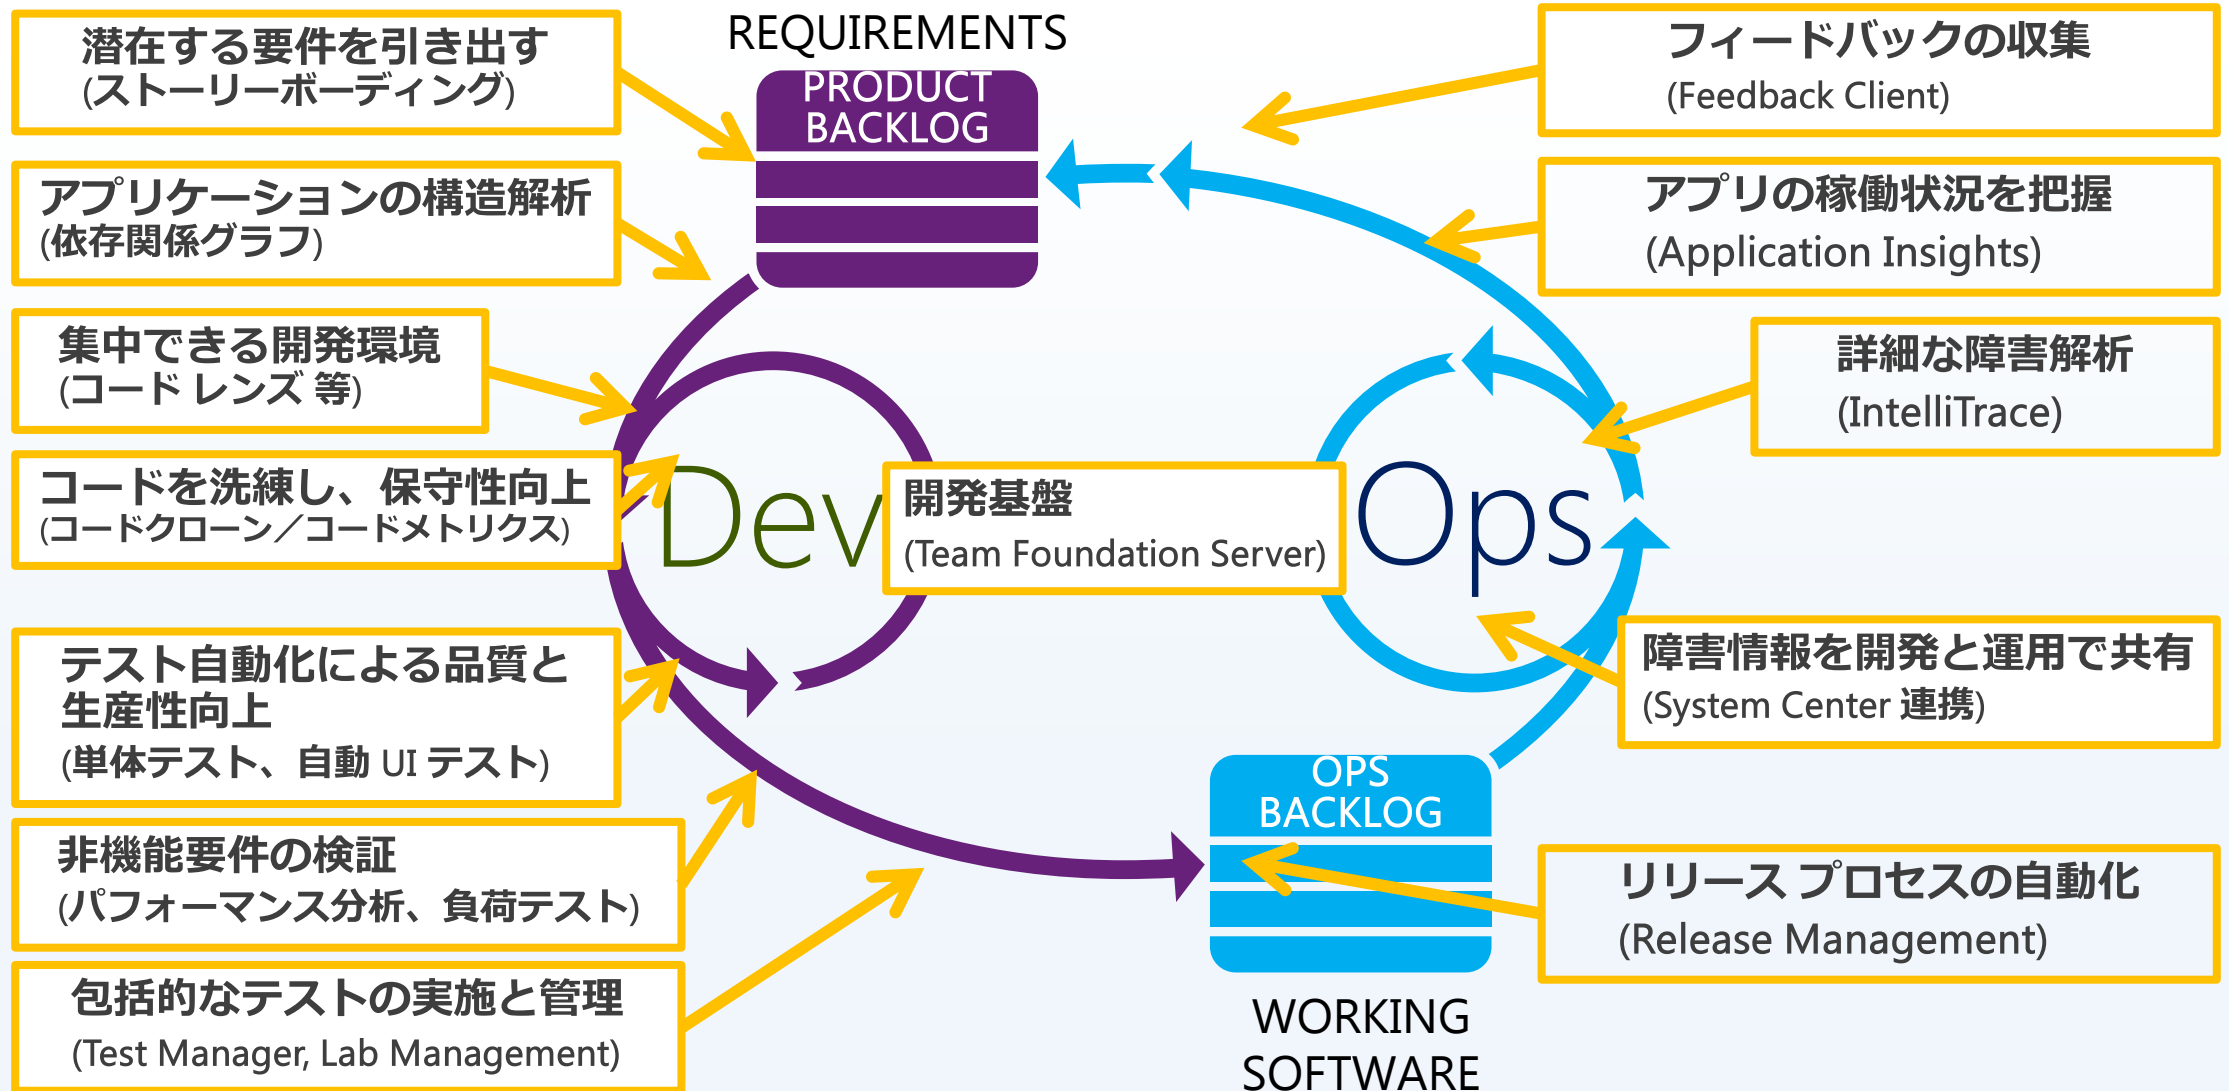 REQUIREMENTS
PRODUCT
BACKLOG
潜在する要件を引き出す
(ストーリーボーディング)
アプリケーションの構造解析
(依存関係グラフ)
集中できる開発環境
(コード レンズ 等)
コードを洗練し、保守性向上
(コードクローン／コードメトリクス)
テスト自動化による品質と
生産性向上
(単体テスト、自動 UI テスト)
非機能要件の検証
(パフォーマンス分析、負荷テスト)
包括的なテストの実施と管理
(Test Manager, Lab Management)
Dev
開発基盤
(Team Foundation Server)
Ops
フィードバックの収集
(Feedback Client)
アプリの稼働状況を把握
(Application Insights)
詳細な障害解析
(IntelliTrace)
障害情報を開発と運用で共有
(System Center 連携)
リリース プロセスの自動化
(Release Management)
OPS
BACKLOG
WORKING
SOFTWARE